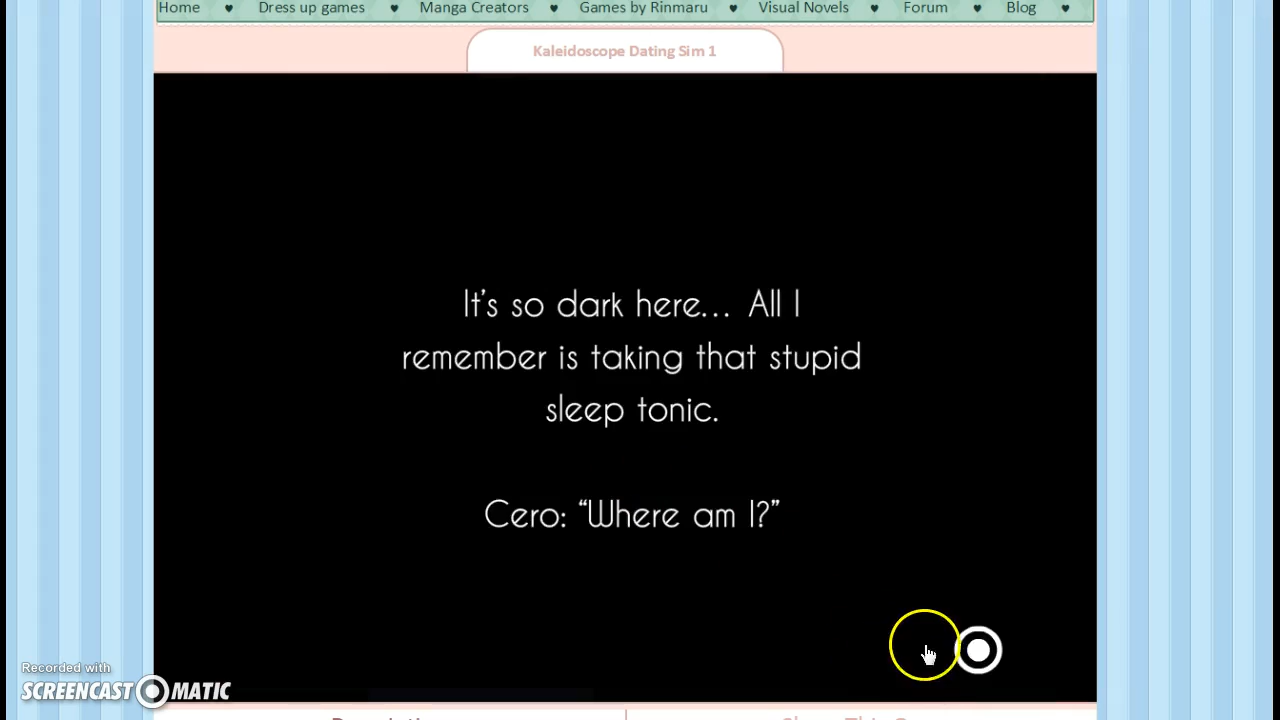 Home ♥ Dress up games ♥ Manga Creators ♥ Games by Rinmaru ♥ Visual Novels ♥ Forum ♥ Blog ♥
Kaleidoscope Dating Sim 1
It's so dark here... All I
remember is taking that stupid
sleep tonic.
Cero: “Where am I?”
Recorded with
SCREENCAST MATIC